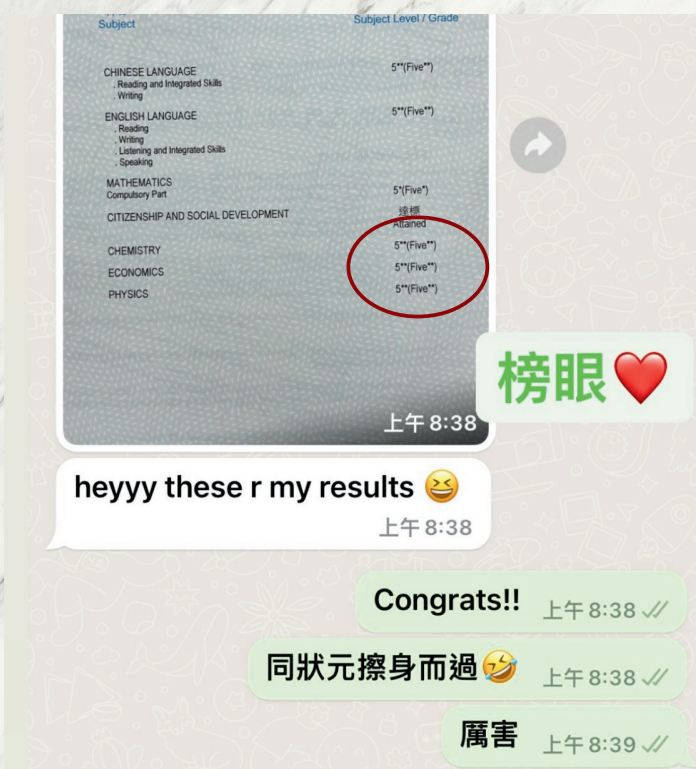 Subject
Subject Level / Grade
CHINESE LANGUAGE
5**(Five**)
. Reading and Integrated Skills
. Writing
ENGLISH LANGUAGE
5**(Five**)
. Reading
. Writing
. Listening and Integrated Skills
. Speaking
MATHEMATICS
Compulsory Part
5*(Five*)
CITIZENSHIP AND SOCIAL DEVELOPMENT
達標
Attained
CHEMISTRY
5**(Five**)
ECONOMICS
5**(Five**)
PHYSICS
5**(Five**)
榜眼❤️
上午 8:38
heyyy these r my results 😆
上午 8:38
Congrats!! 上午 8:38
同狀元擦身而過🤣 上午 8:38
厲害 上午 8:39